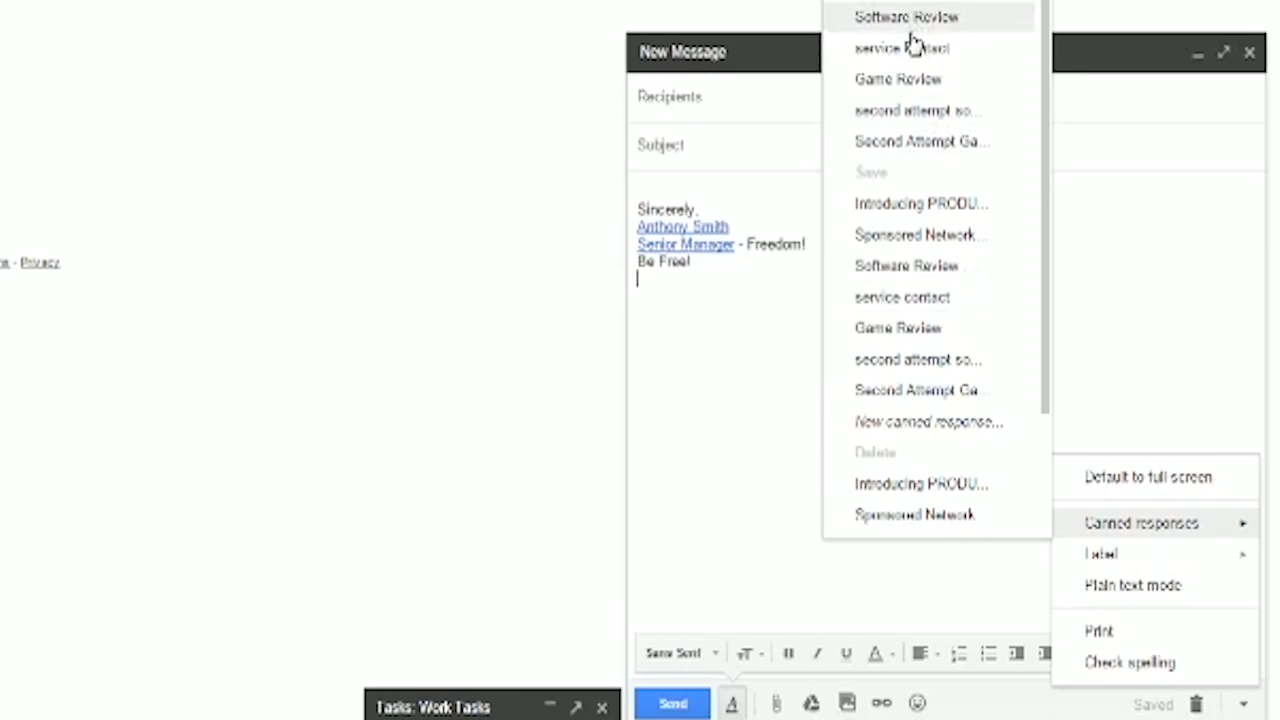 Software Review
service contact
Game Review
second attempt so...
Second Attempt Ga...
Save
Introducing PRODU...
Sponsored Network...
Software Review
service contact
Game Review
second attempt so...
Second Attempt Ga...
New canned response...
Delete
Introducing PRODU...
Sponsored Network
New Message
Recipients
Subject
Sincerely,
Anthony Smith
Senior Manager - Freedom!
Be Free!
- Privacy
Default to full-screen
Canned responses
Label
Plain text mode
Print
Check spelling
Sans Serif
Send
Saved
Tasks: Work Tasks